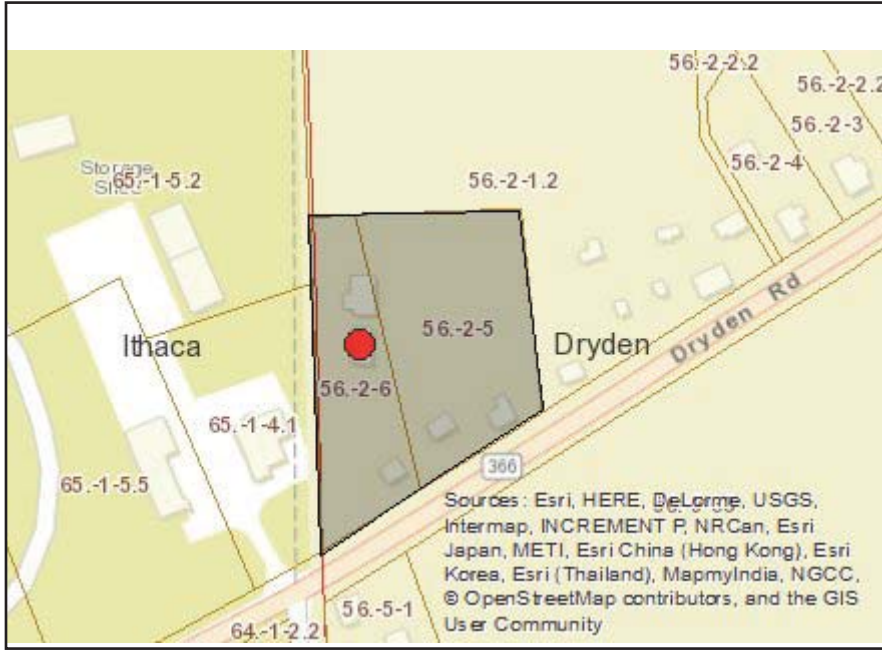 56.-2-2.2
56.-2-2.2
56.-2-3
Storage
65.-1-5.2
56.-2-1.2
56.-2-4
Ithaca
56.-2-5
Dryden
Dryden Rd
56.-2-6
65.-1-4.1
65.-1-5.5
366
Sources: Esri, HERE, DeLorme, USGS,
Intermap, INCREMENT P, NRCan, Esri
Japan, METI, Esri China (Hong Kong), Esri
Korea, Esri (Thailand), MapmyIndia, NGCC,
© OpenStreetMap contributors, and the GIS
User Community
56.-5-1
64.-1-2.2